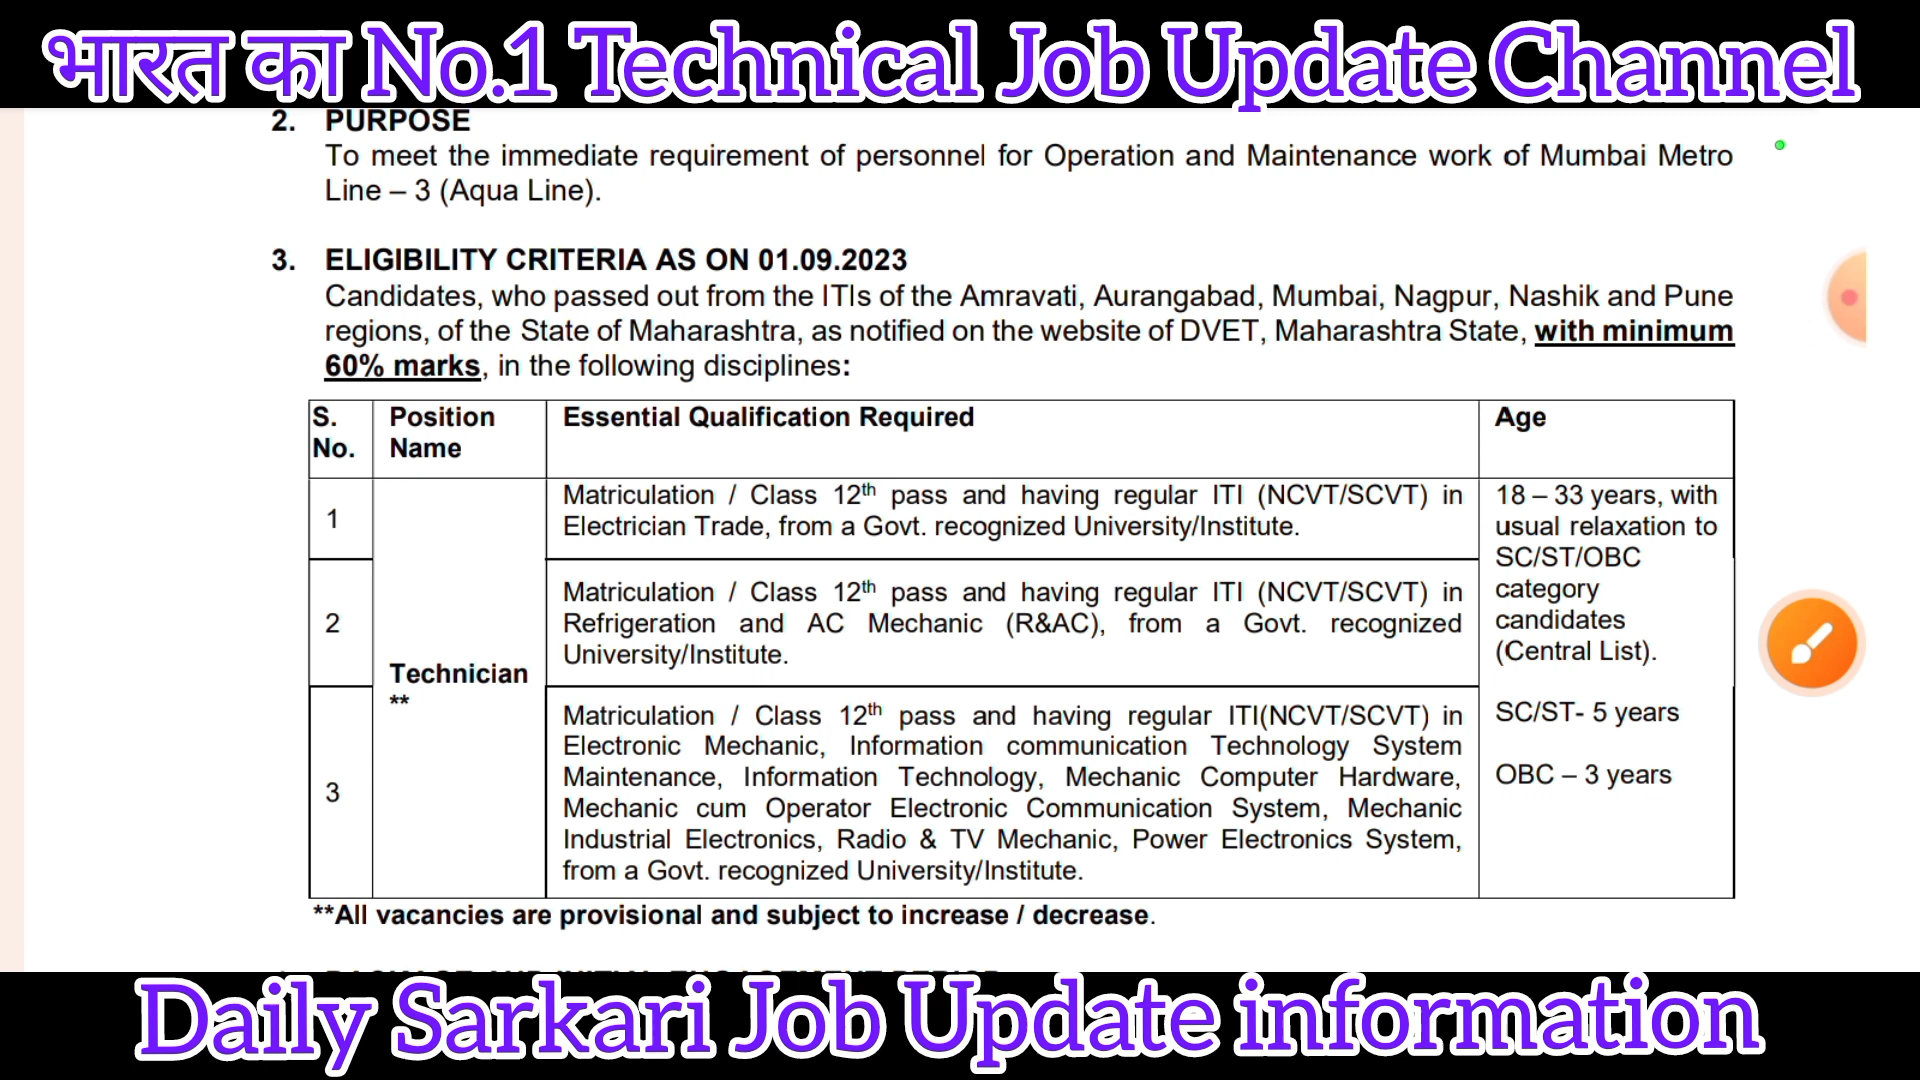 भारत का No.1 Technical Job Update Channel
2. PURPOSE
To meet the immediate requirement of personnel for Operation and Maintenance work of Mumbai Metro
Line – 3 (Aqua Line).
3. ELIGIBILITY CRITERIA AS ON 01.09.2023
Candidates, who passed out from the ITIs of the Amravati, Aurangabad, Mumbai, Nagpur, Nashik and Pune
regions, of the State of Maharashtra, as notified on the website of DVET, Maharashtra State, with minimum
60% marks, in the following disciplines:
S. No.
Position Name
Essential Qualification Required
Age
1
Technician
**
Matriculation / Class 12th pass and having regular ITI (NCVT/SCVT) in
Electrician Trade, from a Govt. recognized University/Institute.
18 – 33 years, with
usual relaxation to
SC/ST/OBC
category
candidates
(Central List).
SC/ST- 5 years
OBC – 3 years
2
Matriculation / Class 12th pass and having regular ITI (NCVT/SCVT) in
Refrigeration and AC Mechanic (R&AC), from a Govt. recognized
University/Institute.
3
Matriculation / Class 12th pass and having regular ITI(NCVT/SCVT) in
Electronic Mechanic, Information communication Technology System
Maintenance, Information Technology, Mechanic Computer Hardware,
Mechanic cum Operator Electronic Communication System, Mechanic
Industrial Electronics, Radio & TV Mechanic, Power Electronics System,
from a Govt. recognized University/Institute.
**All vacancies are provisional and subject to increase / decrease.
Daily Sarkari Job Update information